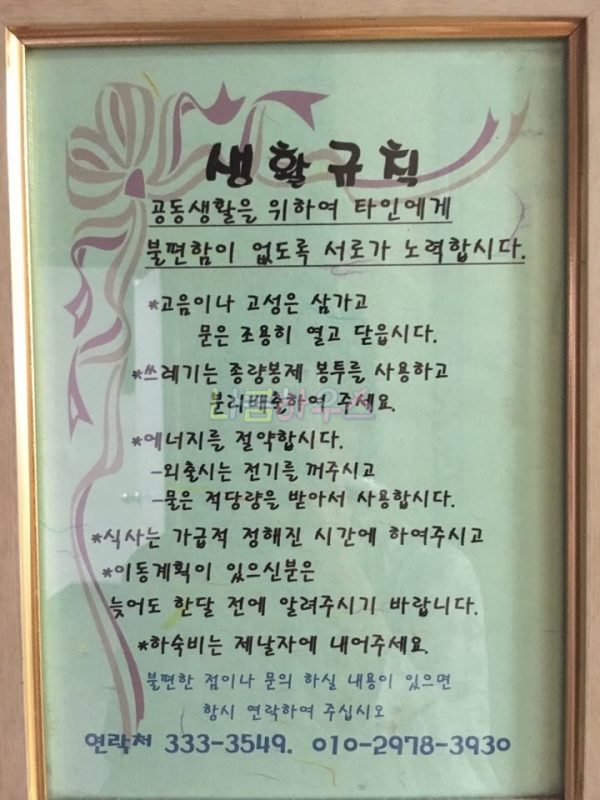 생활규칙
공동생활을 위하여 타인에게
불편함이 없도록 서로가 노력합시다.
*고음이나 고성은 삼가고
문은 조용히 열고 닫읍시다.
*쓰레기는 종량봉제 봉투를 사용하고
분리배출하여 주세요.
*에너지를 절약합시다.
-외출시는 전기를 꺼주시고
-물은 적당량을 받아서 사용합시다.
*식사는 가급적 정해진 시간에 하여주시고
*이동계획이 있으신분은
늦어도 한달 전에 알려주시기 바랍니다.
*하숙비는 제날자에 내어주세요.
불편한 점이나 문의 하실 내용이 있으면
항시 연락하여 주십시오
연락처 333-3549. 010-2978-3930